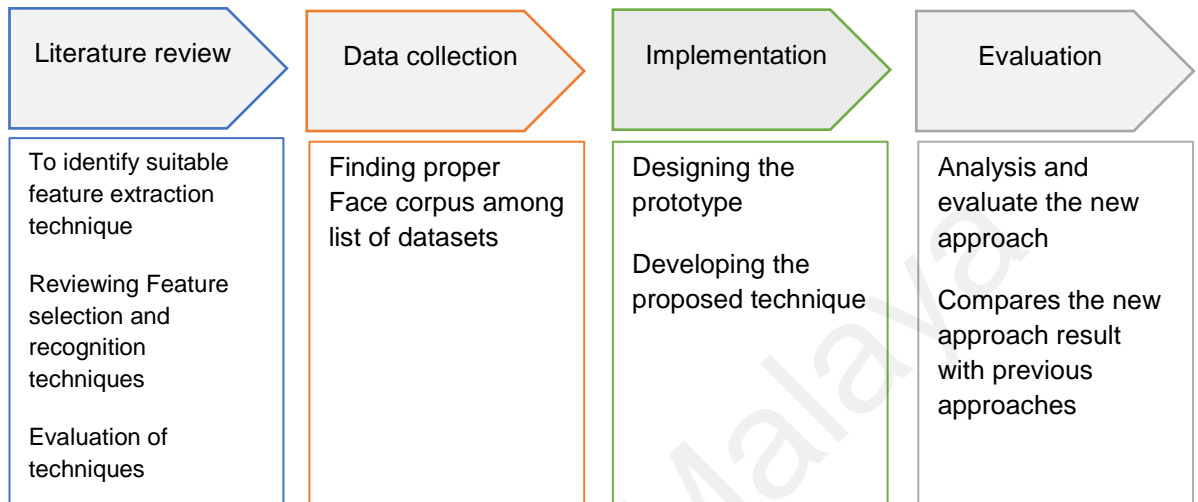 Literature review
Data collection
Implementation
Evaluation
To identify suitable
feature extraction
technique
Reviewing Feature
selection and
recognition
techniques
Evaluation of
techniques
Finding proper
Face corpus among
list of datasets
Designing the
prototype
Developing the
proposed technique
Analysis and
evaluate the new
approach
Compares the new
approach result
with previous
approaches
Malaya